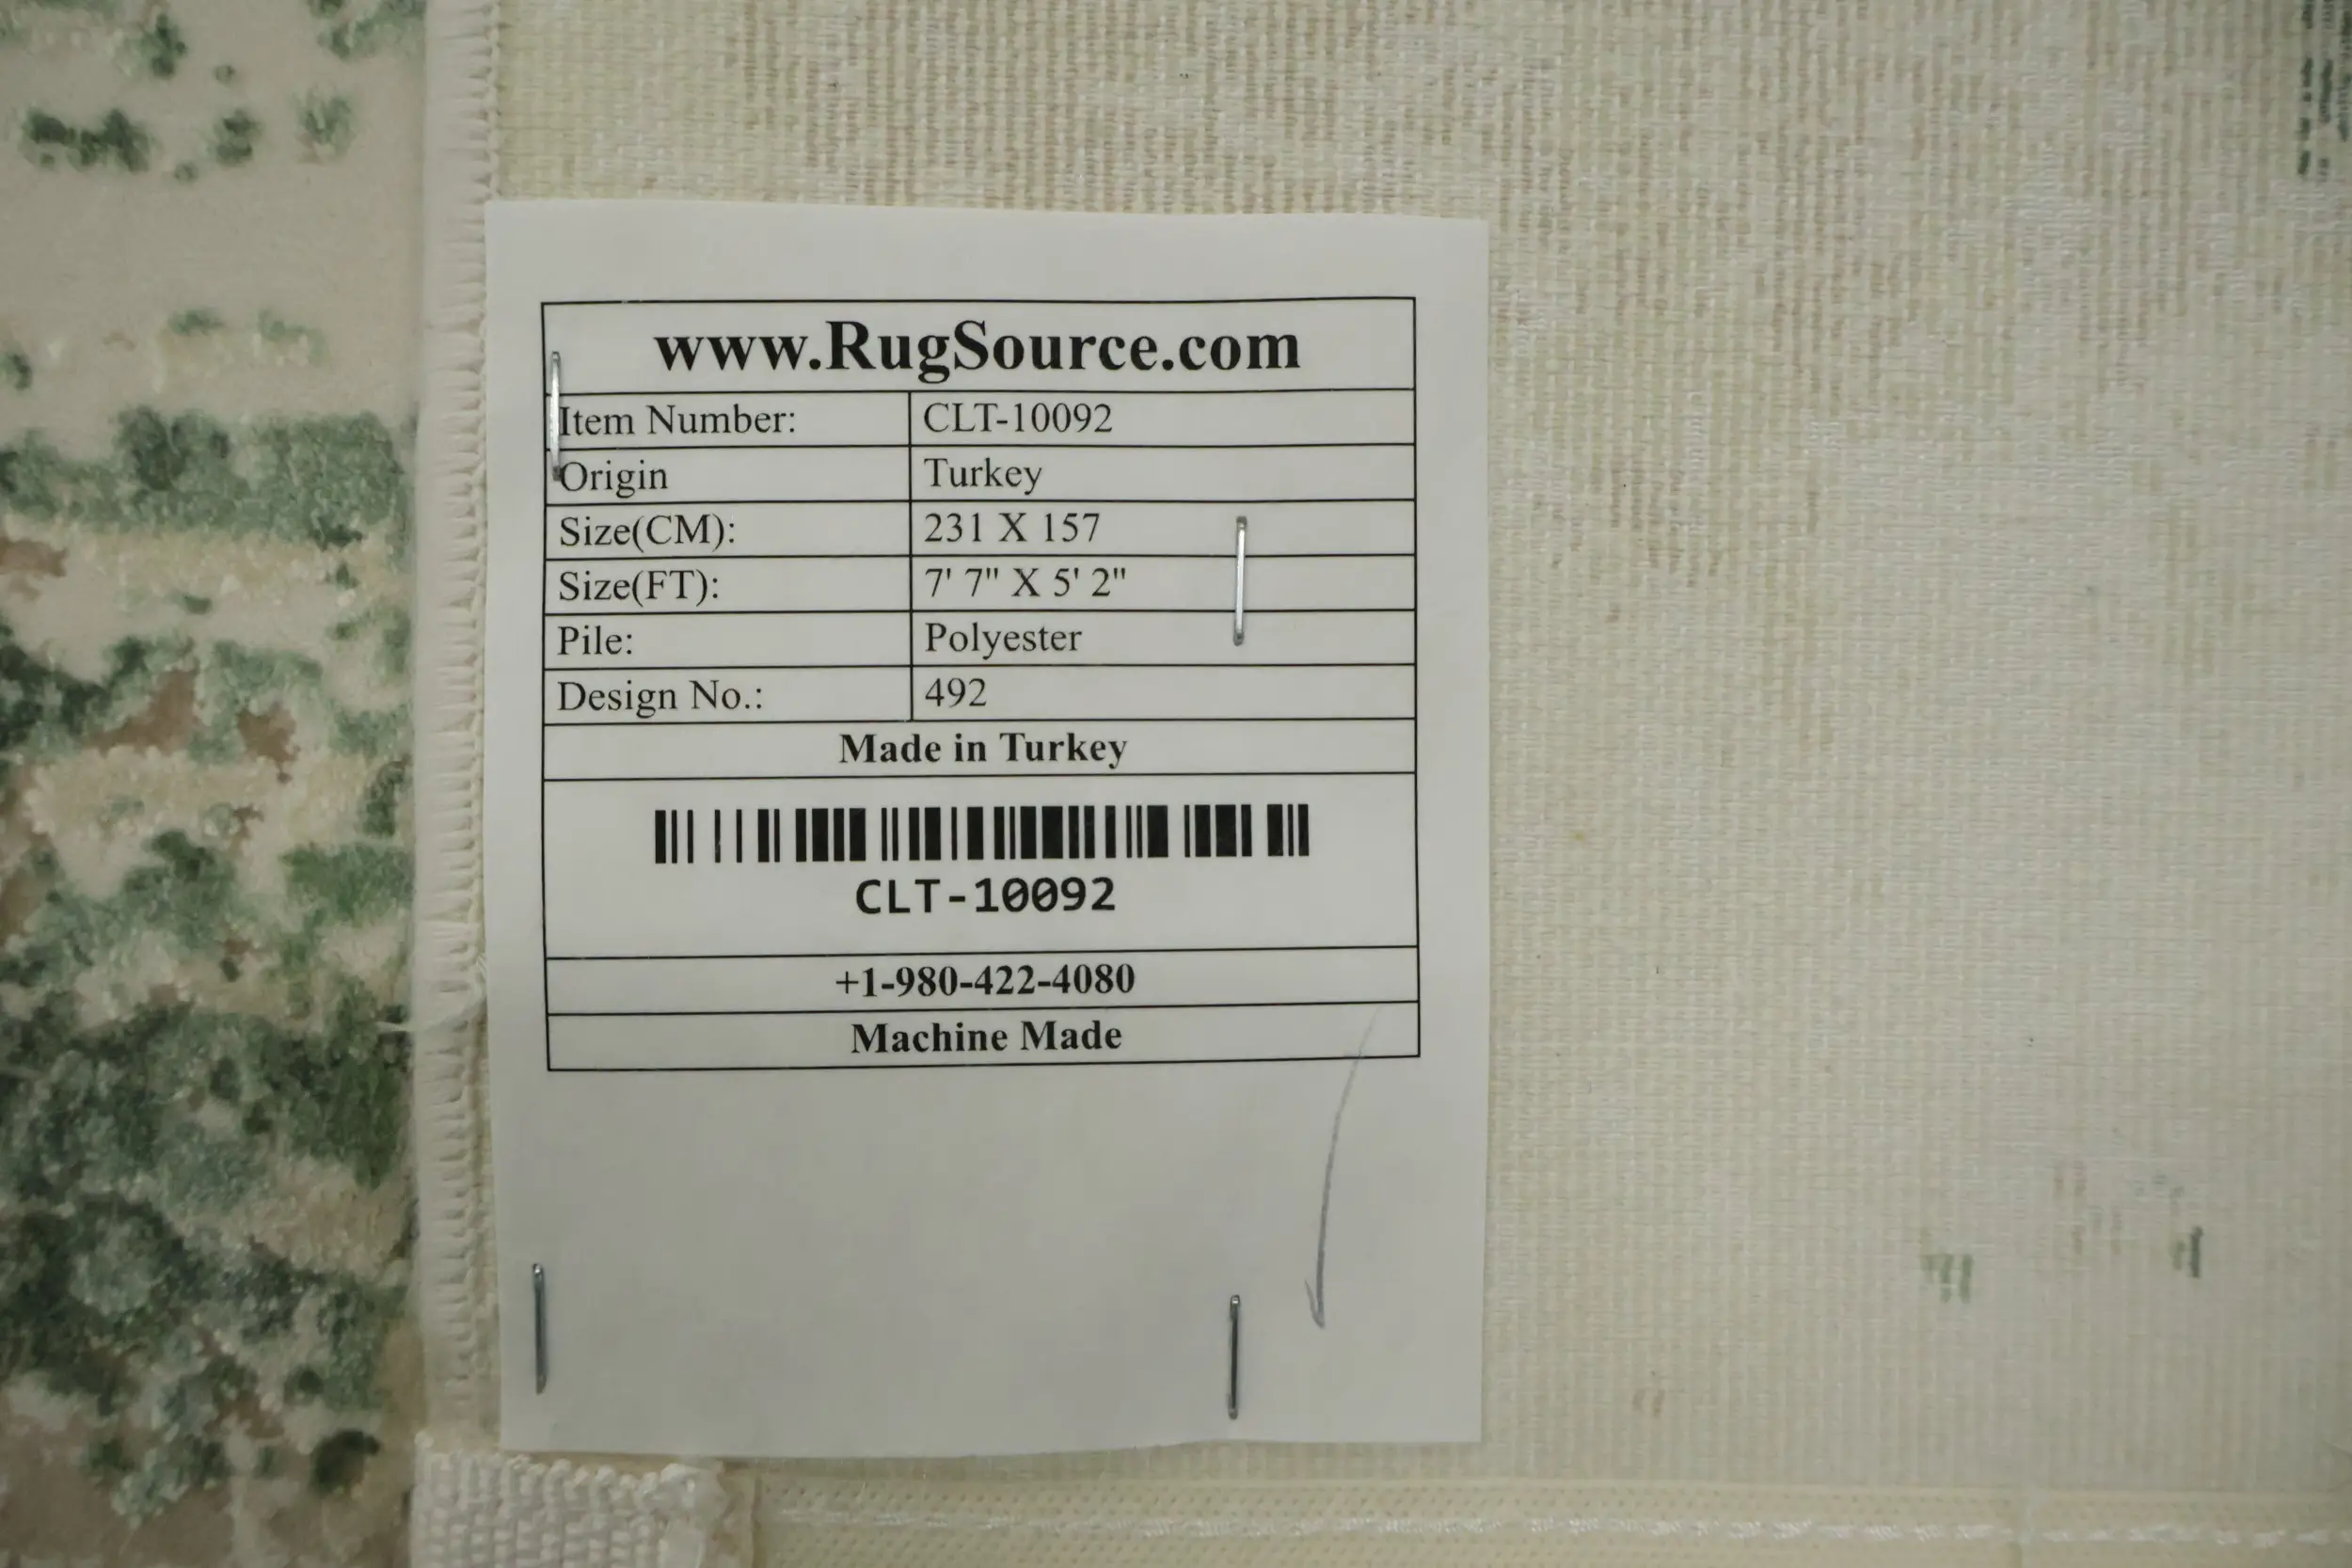 www.RugSource.com
Item Number: CLT-10092
Origin Turkey
Size(CM): 231 X 157
Size(FT): 7' 7" X 5' 2"
Pile: Polyester
Design No.: 492
Made in Turkey
CLT-10092
+1-980-422-4080
Machine Made